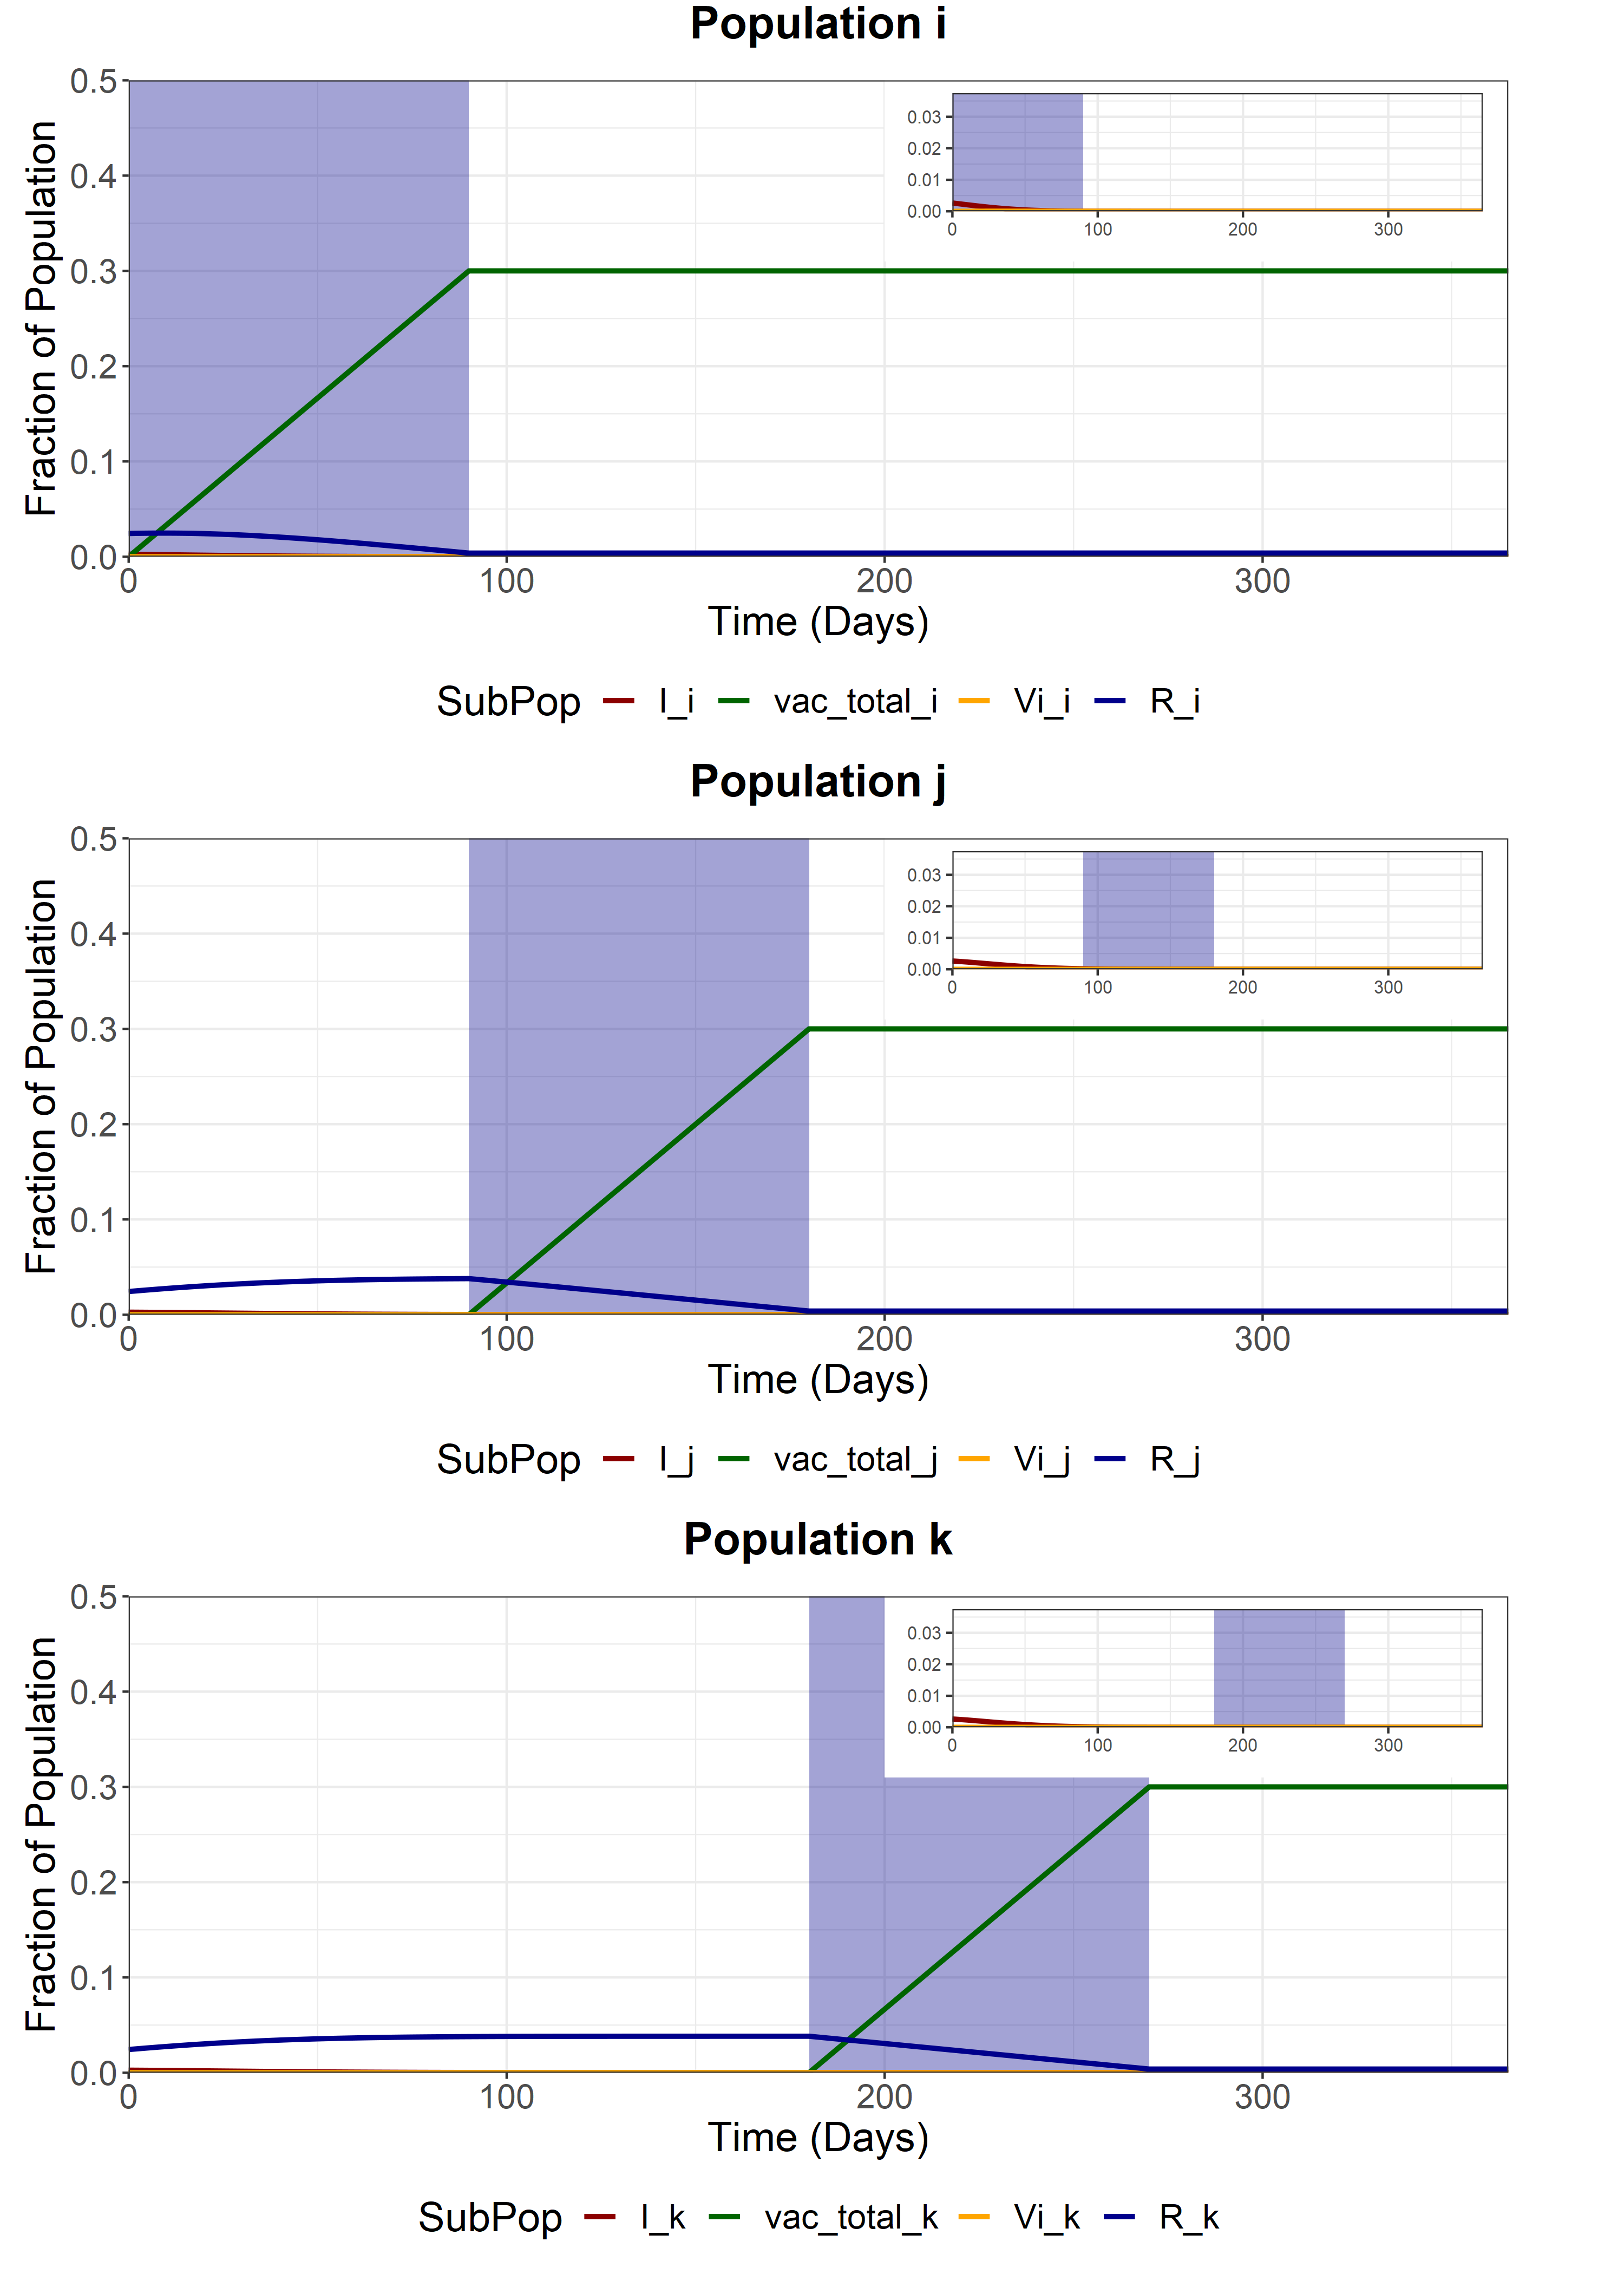 Population i
0.5
0.4
0.3
0.2
0.1
0.0
Fraction of Population
0.03
0.02
0.01
0.00
0 100 200 300
0 100 200 300
Time (Days)
SubPop I_i vac_total_i Vi_i R_i
Population j
0.5
0.4
0.3
0.2
0.1
0.0
Fraction of Population
0.03
0.02
0.01
0.00
0 100 200 300
0 100 200 300
Time (Days)
SubPop I_j vac_total_j Vi_j R_j
Population k
0.5
0.4
0.3
0.2
0.1
0.0
Fraction of Population
0.03
0.02
0.01
0.00
0 100 200 300
0 100 200 300
Time (Days)
SubPop I_k vac_total_k Vi_k R_k